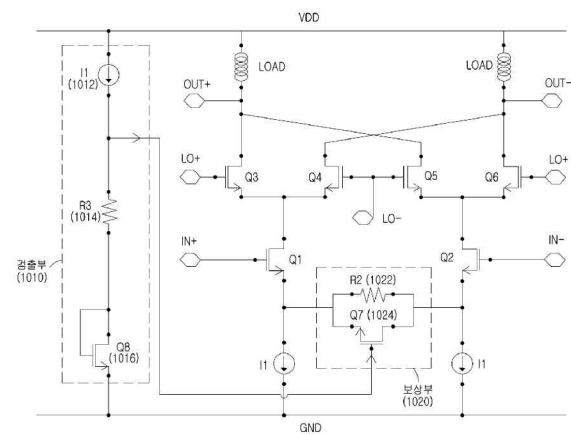 VDD
I1
(1012)
LOAD
LOAD
OUT+
OUT-
LO+
Q3
Q4
Q5
Q6
LO+
R3
(1014)
LO-
IN+
Q1
Q2
IN-
검출부
(1010)
R2 (1022)
Q7 (1024)
Q8
(1016)
I1
I1
보상부
(1020)
GND